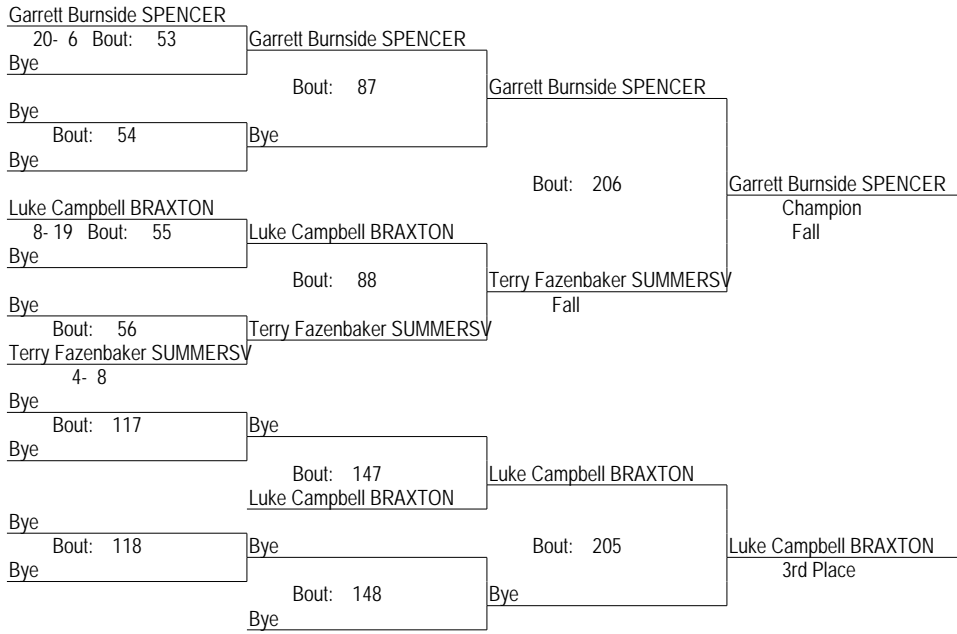 Garrett Burnside SPENCER
20- 6 Bout: 53 Garrett Burnside SPENCER
Bye
Bout: 87 Garrett Burnside SPENCER
Bye
Bout: 54 Bye
Bye
Bout: 206 Garrett Burnside SPENCER
Luke Campbell BRAXTON Champion
8- 19 Bout: 55 Luke Campbell BRAXTON Fall
Bye
Bout: 88 Terry Fazenbaker SUMMERSV
Bye Fall
Bout: 56 Terry Fazenbaker SUMMERSV
Terry Fazenbaker SUMMERSV
4- 8
Bye
Bout: 117 Bye
Bye
Bout: 147 Luke Campbell BRAXTON
Luke Campbell BRAXTON
Bye
Bout: 118 Bye Bout: 205 Luke Campbell BRAXTON
Bye 3rd Place
Bout: 148 Bye
Bye